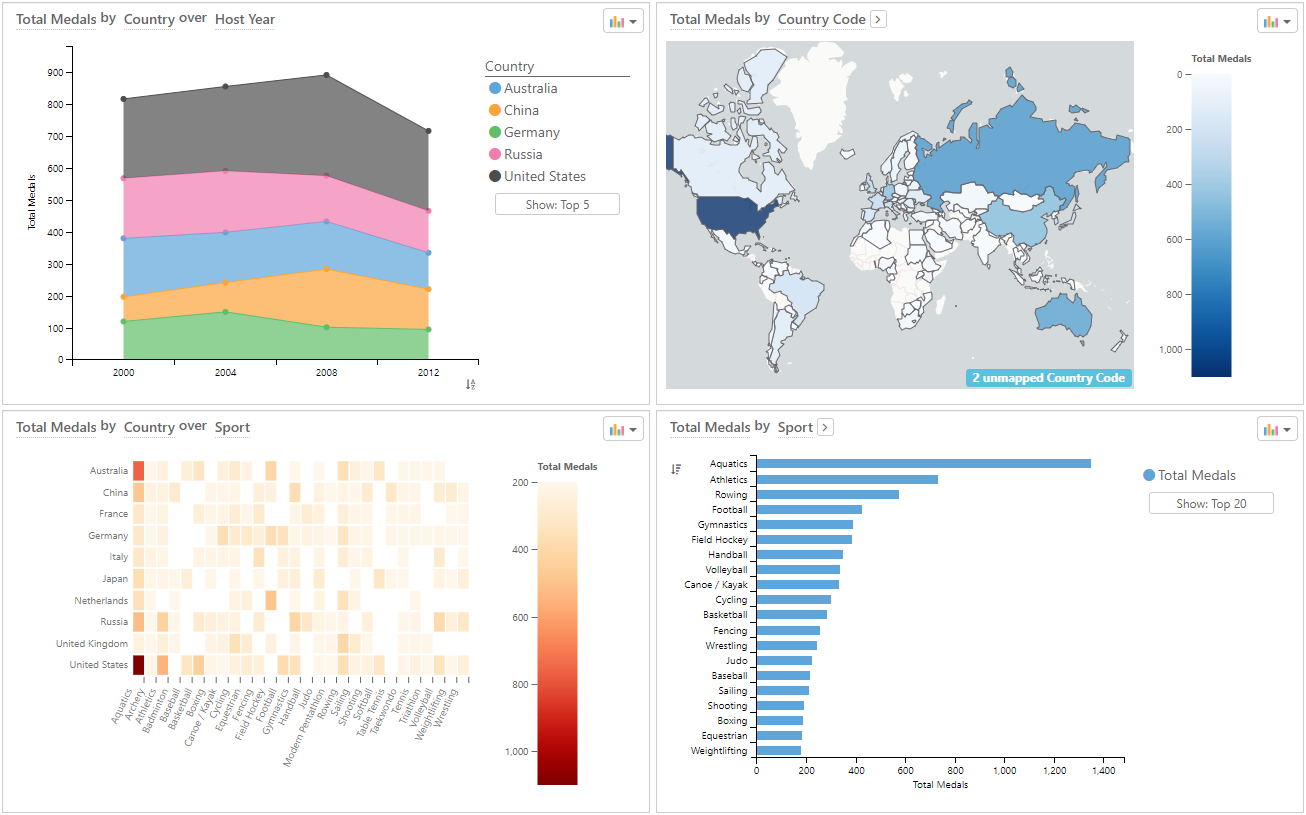 Total Medals by Country over Host Year
Total Medals
900
800
700
600
500
400
300
200
100
0
2000 2004 2008 2012
Country
Australia
China
Germany
Russia
United States
Show: Top 5
Total Medals by Country Code
Total Medals
0
200
400
600
800
1,000
2 unmapped Country Code
Total Medals by Country over Sport
Australia
China
France
Germany
Italy
Japan
Netherlands
Russia
United Kingdom
United States
Aquatics
Archery
Athletics
Badminton
Baseball
Basketball
Boxing
Canoe / Kayak
Cycling
Equestrian
Fencing
Field Hockey
Football
Gymnastics
Handball
Judo
Modern Pentathlon
Rowing
Sailing
Shooting
Softball
Table Tennis
Taekwondo
Tennis
Triathlon
Volleyball
Weightlifting
Wrestling
Total Medals
200
400
600
800
1,000
Total Medals by Sport
Aquatics
Athletics
Rowing
Football
Gymnastics
Field Hockey
Handball
Volleyball
Canoe / Kayak
Cycling
Basketball
Fencing
Wrestling
Judo
Baseball
Sailing
Shooting
Boxing
Equestrian
Weightlifting
0 200 400 600 800 1,000 1,200 1,400
Total Medals
Total Medals
Show: Top 20